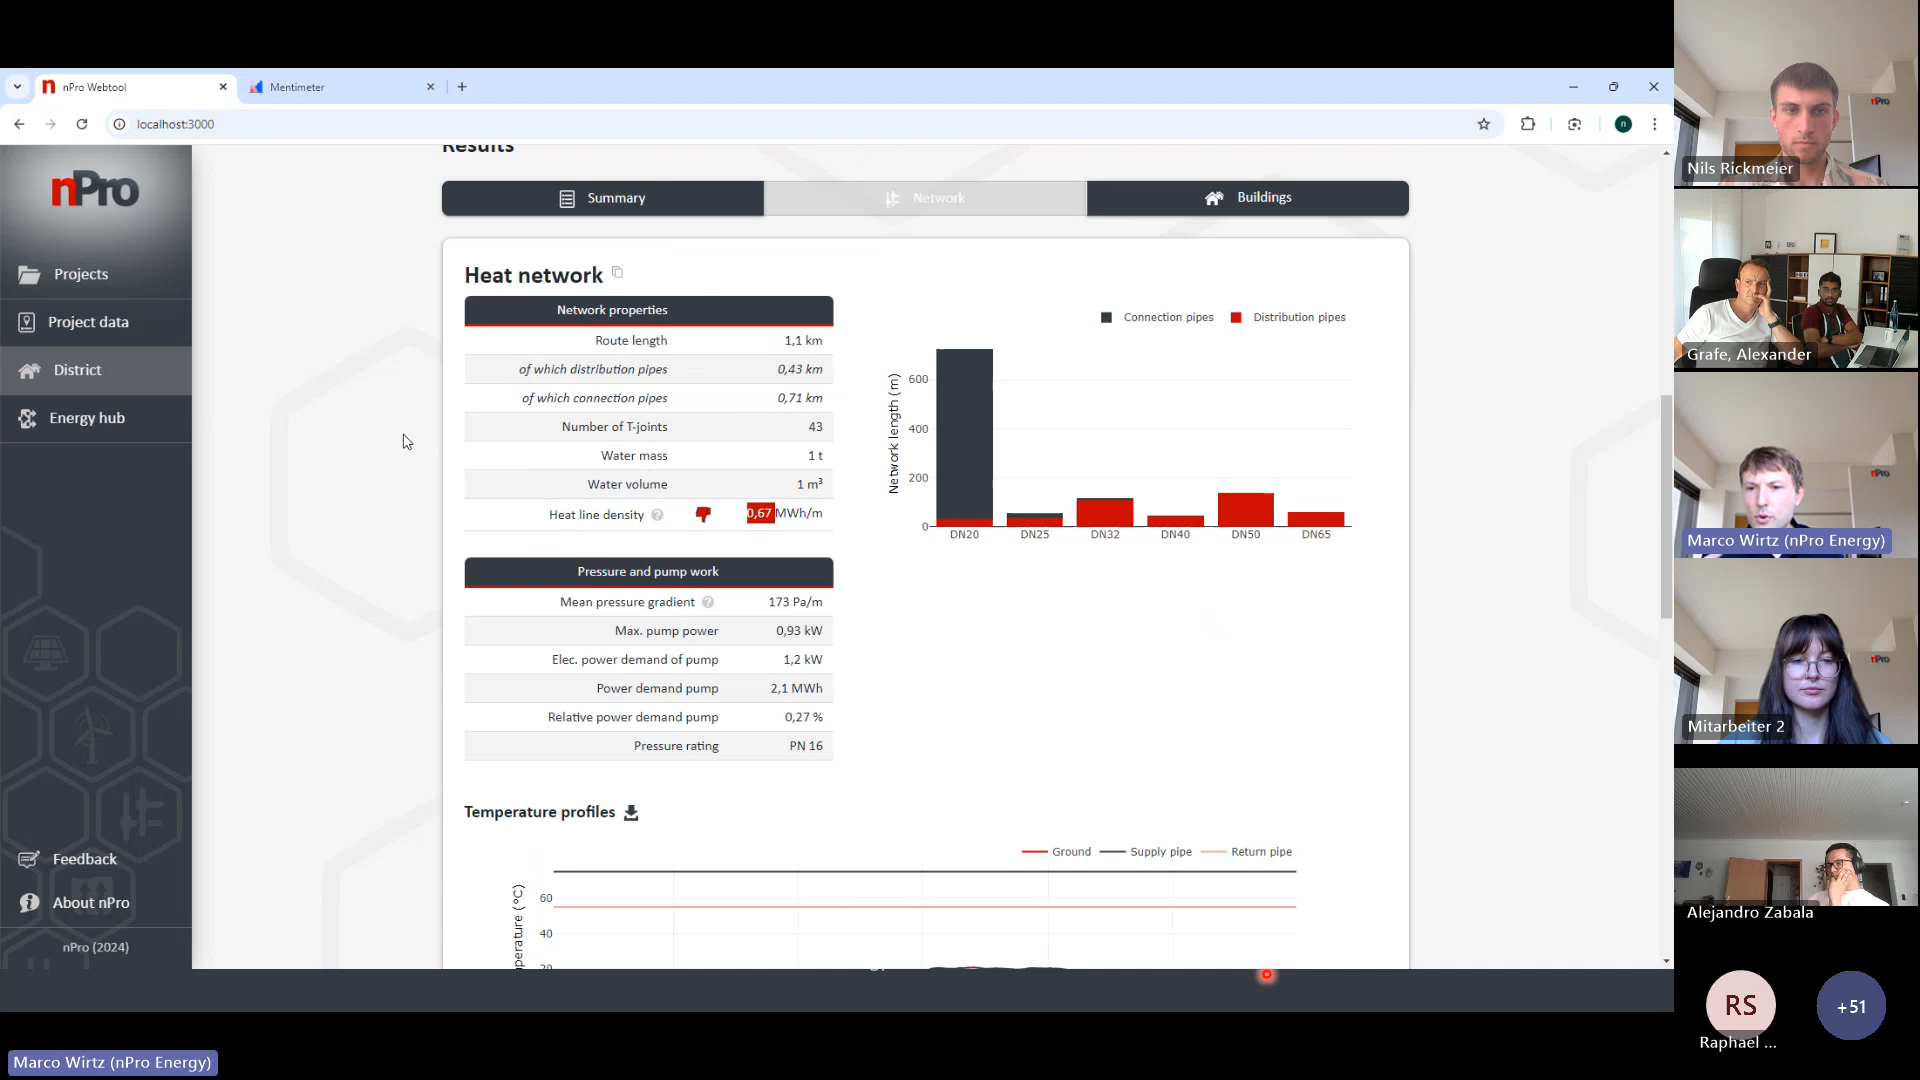 nPro Webtool
Mentimeter
localhost:3000
nPro
Projects
Project data
District
Energy hub
Feedback
About nPro
nPro (2024)
Results
Summary
Network
Buildings
Heat network
Network properties
Route length 1,1 km
of which distribution pipes 0,43 km
of which connection pipes 0,71 km
Number of T-joints 43
Water mass 1 t
Water volume 1 m³
Heat line density ? 0,67 MWh/m
Connection pipes
Distribution pipes
Network length (m)
600
400
200
0
DN20 DN25 DN32 DN40 DN50 DN65
Pressure and pump work
Mean pressure gradient ? 173 Pa/m
Max. pump power 0,93 kW
Elec. power demand of pump 1,2 kW
Power demand pump 2,1 MWh
Relative power demand pump 0,27 %
Pressure rating PN 16
Temperature profiles
Ground Supply pipe Return pipe
perature (°C)
60
40
20
nPro
Nils Rickmeier
Grafe, Alexander
nPro
Marco Wirtz (nPro Energy)
nPro
Mitarbeiter 2
Alejandro Zabala
RS
Raphael ...
+51
Marco Wirtz (nPro Energy)